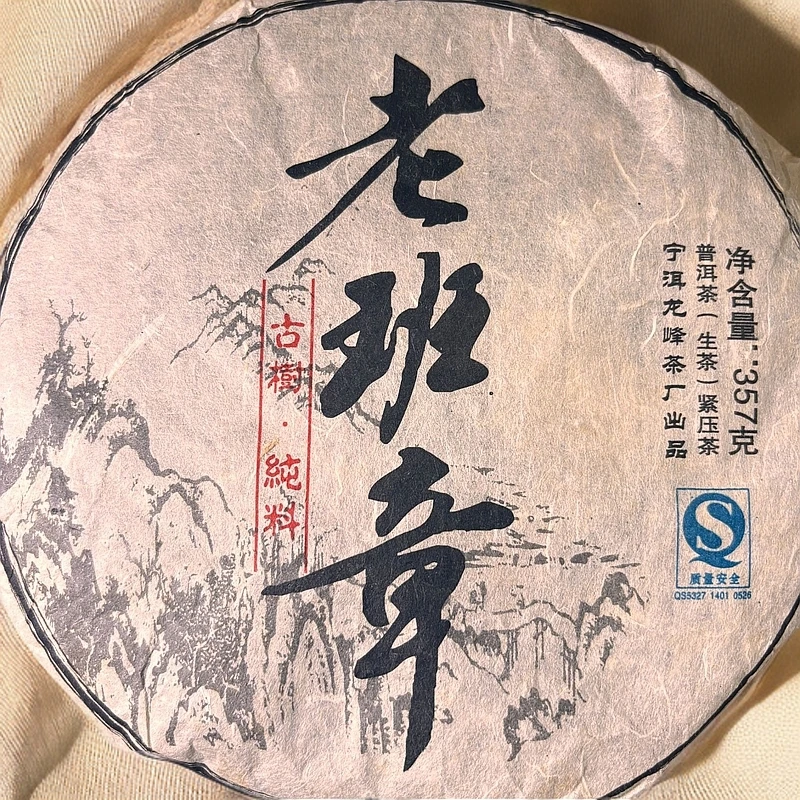 老班章
古樹·純料
净含量：357克
普洱茶（生茶）紧压茶
宁洱龙峰茶厂出品
质量安全
QS5327 1401 0526